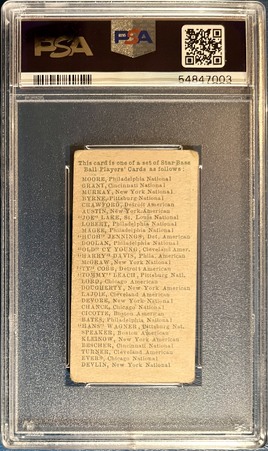 PSA
PSA
54847003
This card is one of a set of Star Base
Ball Players' Cards as follows:
MOORE, Philadelphia National
GRANT, Cincinnati National
MURRAY, New York National
BYRNE, Pittsburg National
CRAWFORD, Detroit American
AUSTIN, New York American
"JOE" LAKE, St. Louis National
LOBERT, Philadelphia National
MAGEE, Philadelphia National
"HUGH" JENNINGS, Det. American
DOOLAN, Philadelphia National
"OLD" CY YOUNG, Cleveland Amer.
"HARRY" DAVIS, Phila. American
McGRAW, New York National
"TY" COBB, Detroit American
"TOMMY" LEACH, Pittsburg Natl.
LORD, Chicago American
DOUGHERTY, New York American
LAJOIE, Cleveland American
DEVORE, New York National
CHANCE, Chicago National
CICOTTE, Boston American
BATES, Philadelphia National
"HANS" WAGNER, Pittsburg Nat.
SPEAKER, Boston American
KLEINOW, New York American
BESCHER, Cincinnati National
TURNER, Cleveland American
EVERS, Chicago National
DEVLIN, New York National